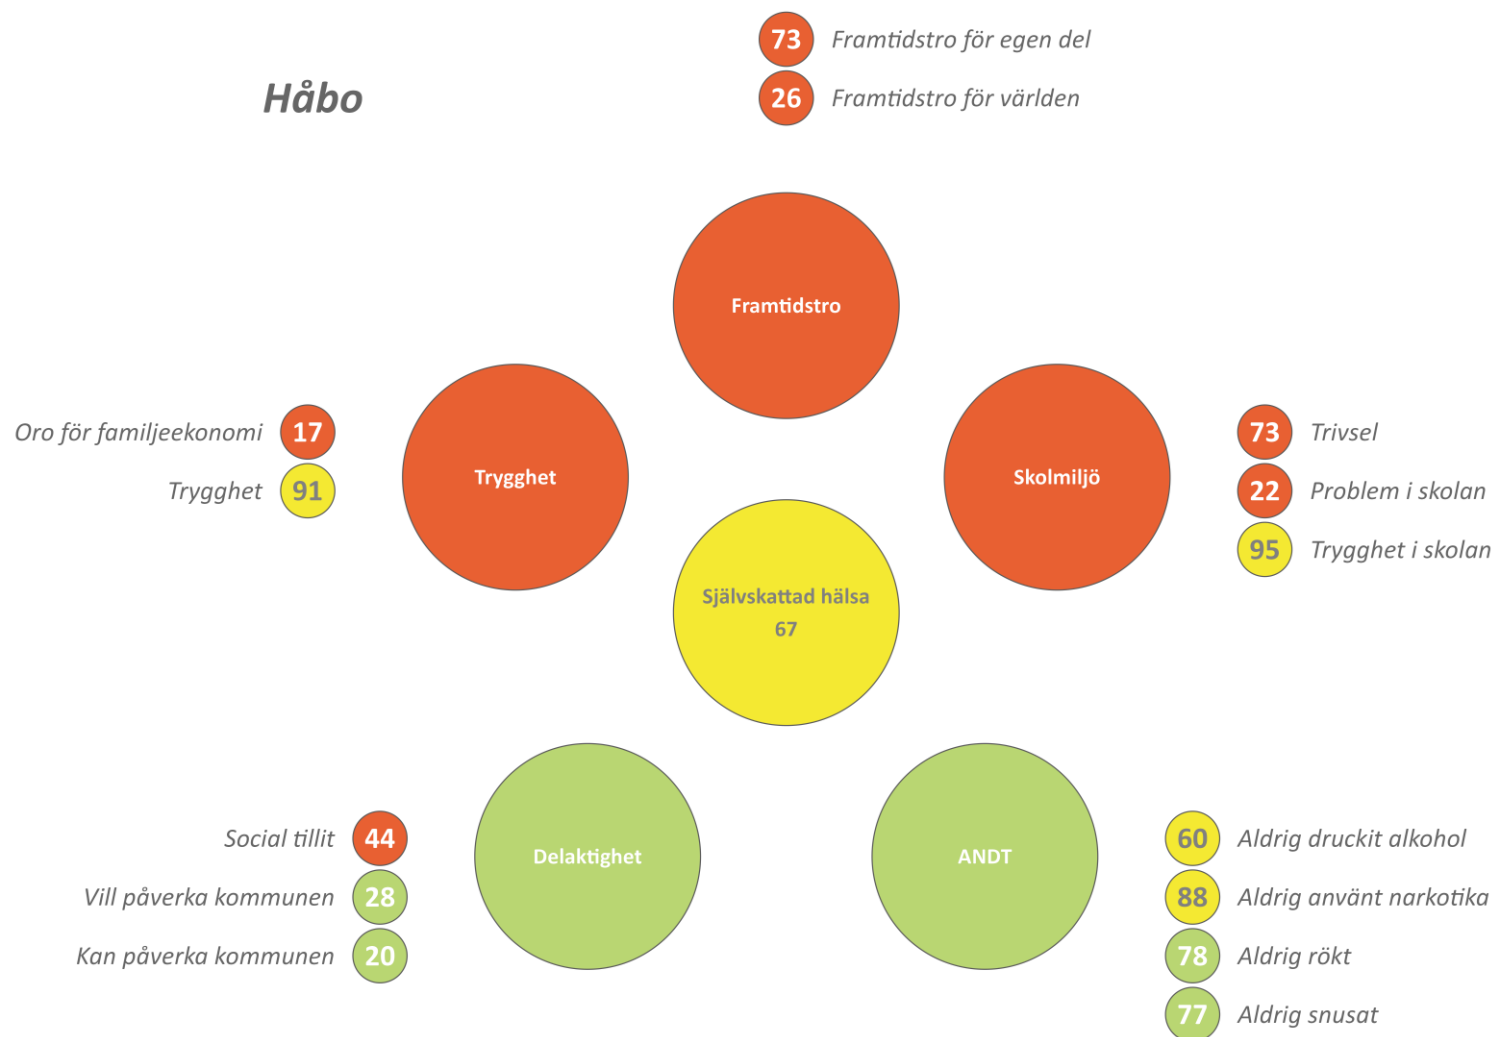 73 Framtidstro för egen del
26 Framtidstro för världen
Håbo
Framtidstro
Oro för familjeekonomi 17
Trygghet 91
Trygghet
Skolmiljö
73 Trivsel
22 Problem i skolan
95 Trygghet i skolan
Självskattad hälsa
67
Social tillit 44
Vill påverka kommunen 28
Kan påverka kommunen 20
Delaktighet
ANDT
60 Aldrig druckit alkohol
88 Aldrig använt narkotika
78 Aldrig rökt
77 Aldrig snusat